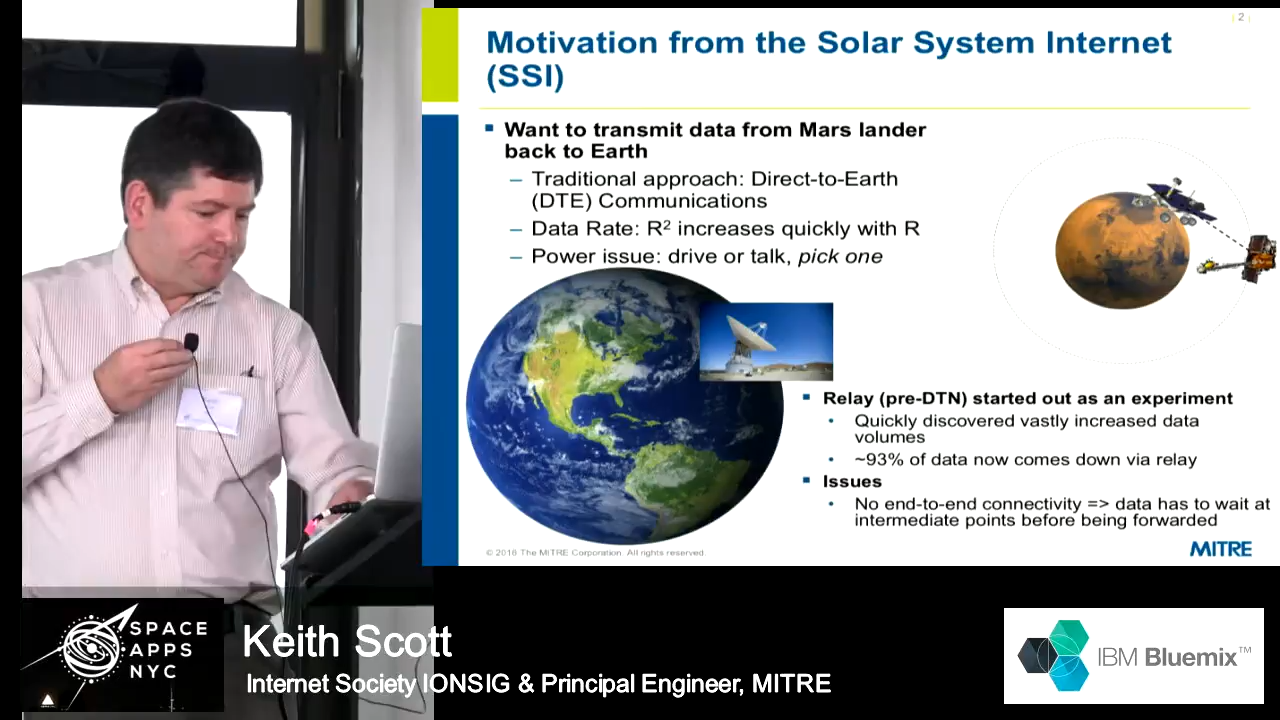 2
Motivation from the Solar System Internet
(SSI)
▪ Want to transmit data from Mars lander
back to Earth
– Traditional approach: Direct-to-Earth
(DTE) Communications
– Data Rate: R² increases quickly with R
– Power issue: drive or talk, pick one
▪ Relay (pre-DTN) started out as an experiment
• Quickly discovered vastly increased data
volumes
• ~93% of data now comes down via relay
▪ Issues
• No end-to-end connectivity => data has to wait at
intermediate points before being forwarded
© 2016 The MITRE Corporation. All rights reserved.
MITRE
SPACE
APPS
NYC
Keith Scott
Internet Society IONSIG & Principal Engineer, MITRE
IBM Bluemix™